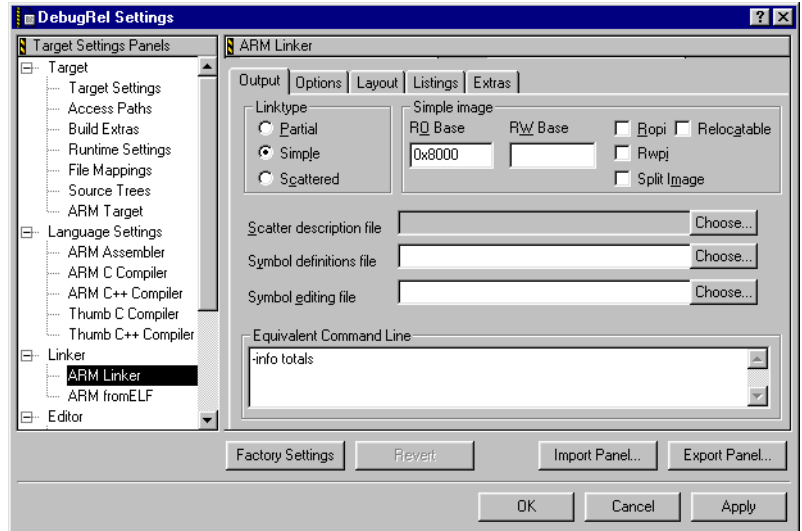 DebugRel Settings
Target Settings Panels
Target
Target Settings
Access Paths
Build Extras
Runtime Settings
File Mappings
Source Trees
ARM Target
Language Settings
ARM Assembler
ARM C Compiler
ARM C++ Compiler
Thumb C Compiler
Thumb C++ Compiler
Linker
ARM Linker
ARM fromELF
Editor
ARM Linker
Output Options Layout Listings Extras
Linktype
Partial
Simple
Scattered
Simple image
RO Base RW Base
0x8000
Ropi Relocatable
Rwpi
Split Image
Scatter description file Choose...
Symbol definitions file Choose...
Symbol editing file Choose...
Equivalent Command Line
-info totals
Factory Settings Revert Import Panel... Export Panel...
OK Cancel Apply